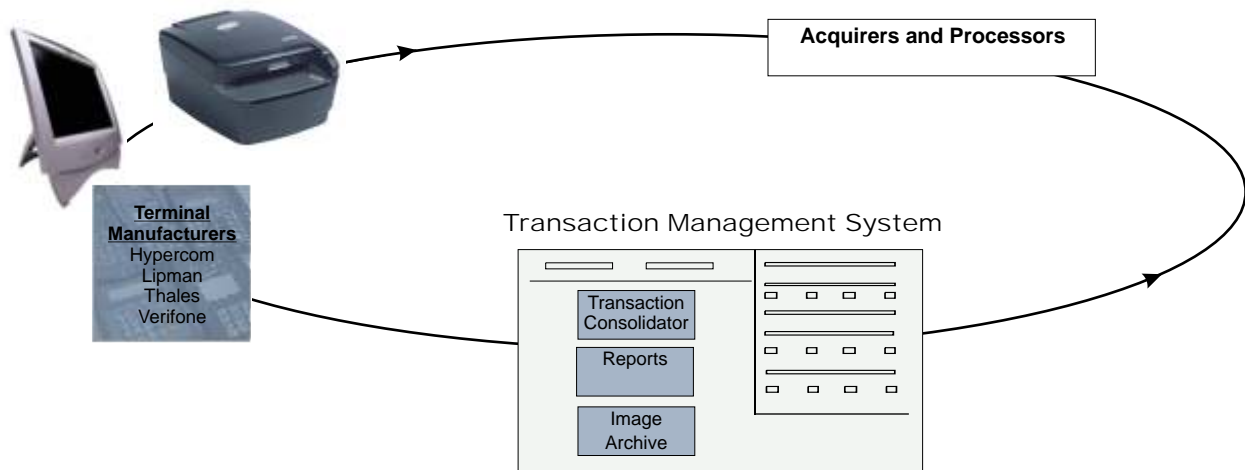 Acquirers and Processors
Terminal
Manufacturers
Hypercom
Lipman
Thales
Verifone
Transaction Management System
Transaction
Consolidator
Reports
Image
Archive